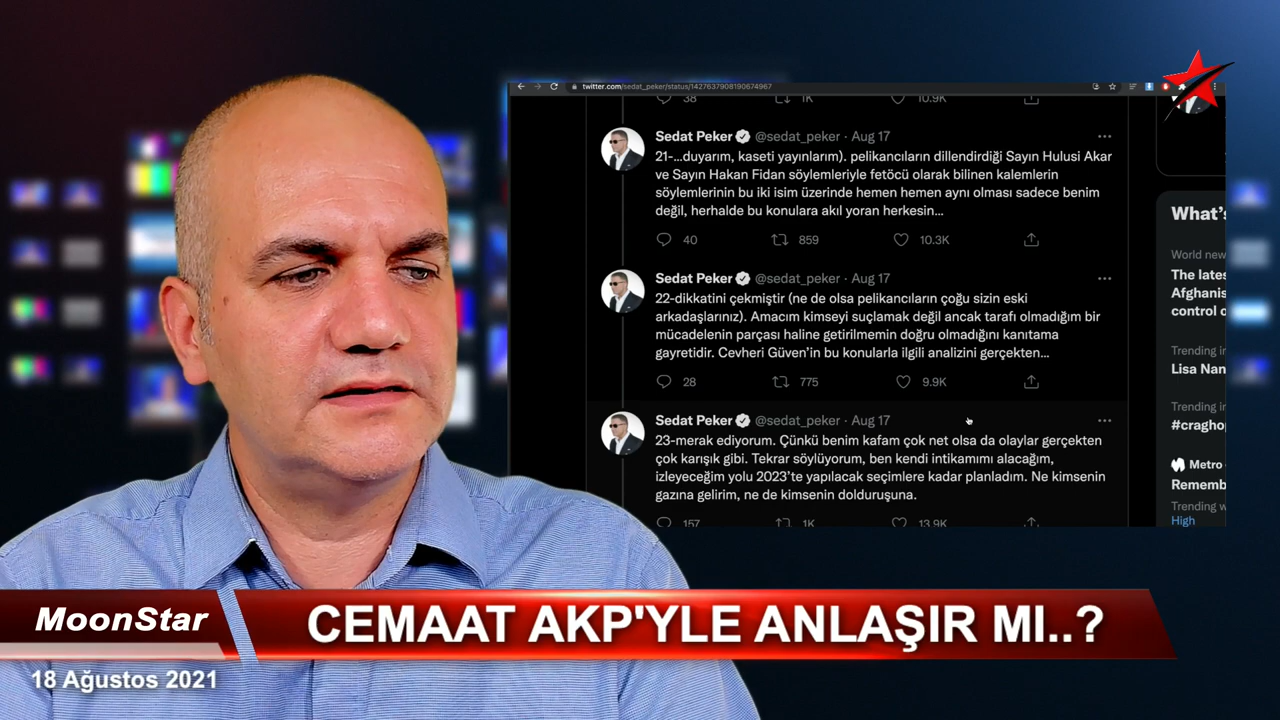 twitter.com/sedat_peker/status/1427637908190674967
38 1K 10.9K
Sedat Peker @sedat_peker · Aug 17
21-...duyarım, kaseti yayınlarım). pelikancıların dillendirdiği Sayın Hulusi Akar
ve Sayın Hakan Fidan söylemleriyle fetöcü olarak bilinen kalemlerin
söylemlerinin bu iki isim üzerinde hemen hemen aynı olması sadece benim
değil, herhalde bu konulara akıl yoran herkesin...
40 859 10.3K
Sedat Peker @sedat_peker · Aug 17
22-dikkatini çekmiştir (ne de olsa pelikancıların çoğu sizin eski
arkadaşlarınız). Amacım kimseyi suçlamak değil ancak tarafı olmadığım bir
mücadelenin parçası haline getirilmemin doğru olmadığını kanıtama
gayretidir. Cevheri Güven'in bu konularla ilgili analizini gerçekten...
28 775 9.9K
Sedat Peker @sedat_peker · Aug 17
23-merak ediyorum. Çünkü benim kafam çok net olsa da olaylar gerçekten
çok karışık gibi. Tekrar söylüyorum, ben kendi intikamımı alacağım,
izleyeceğim yolu 2023'te yapılacak seçimlere kadar planladım. Ne kimsenin
gazına gelirim, ne de kimsenin dolduruşuna.
157 1K 13.9K
What's
World new
The lates
Afghanis
control o
Trending in
Lisa Nan
Trending in
#craghop
Metro
Rememb
Trending w
High
MoonStar
CEMAAT AKP'YLE ANLAŞIR MI..?
18 Ağustos 2021